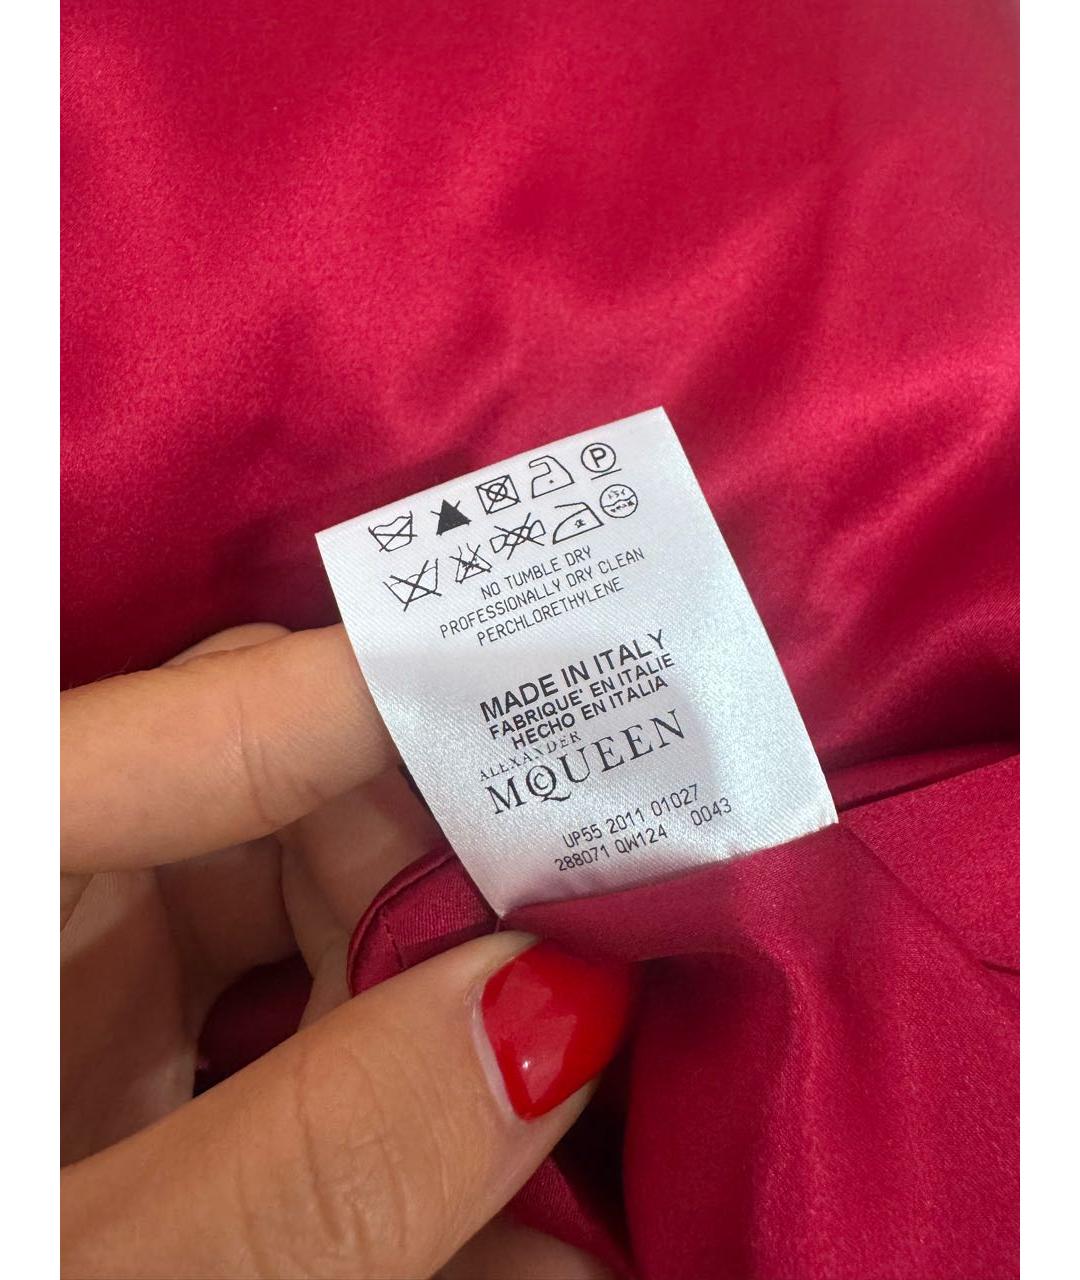 P
NO TUMBLE DRY
PROFESSIONALLY DRY CLEAN
PERCHLORETHYLENE
MADE IN ITALY
FABRIQUE' EN ITALIE
HECHO EN ITALIA
ALEXANDER
MCQUEEN
UP55 2011 01027
288071 QW124 0043